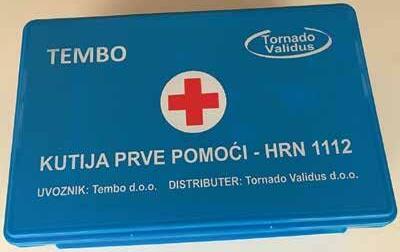 TEMBO
Tornado
Validus
KUTIJA PRVE POMOĆI - HRN 1112
UVOZNIK: Tembo d.o.o. DISTRIBUTER: Tornado Validus d.o.o.